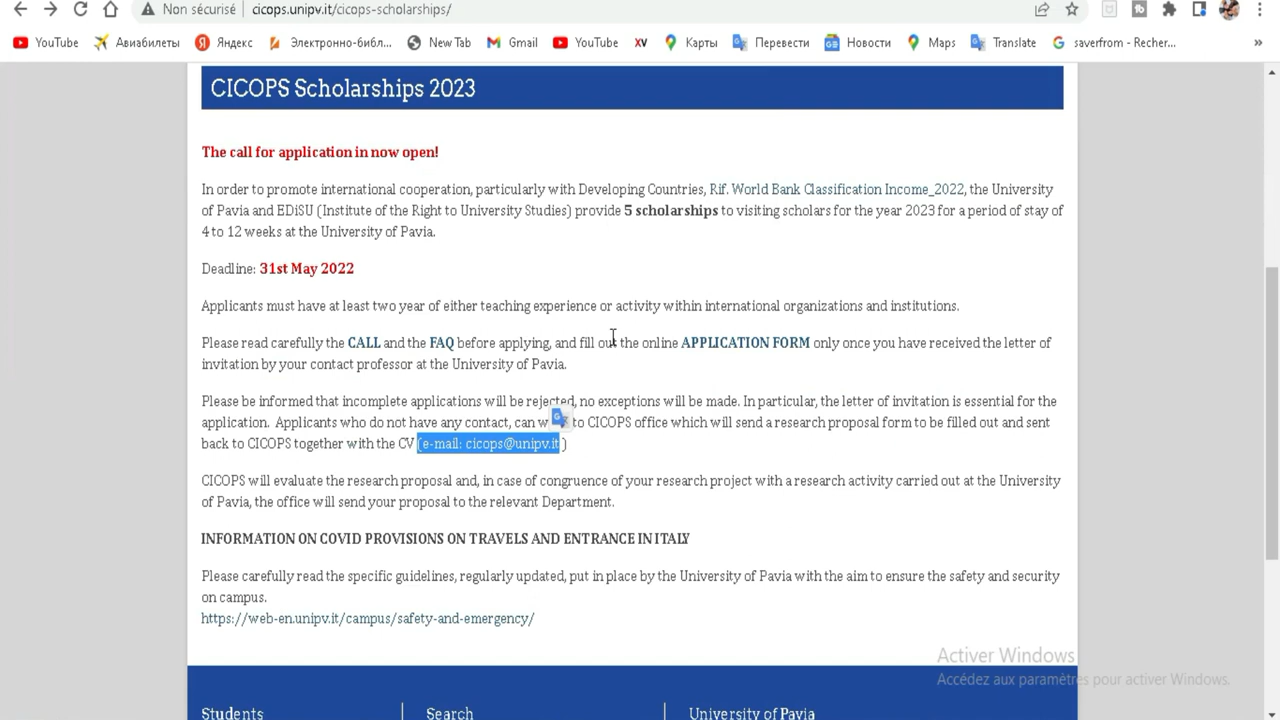 Non sécurisé cicops.unipv.it/cicops-scholarships/
YouTube Авиабилеты Яндекс Электронно-библ... New Tab Gmail YouTube XV Карты Перевести Новости Maps Translate saverfrom - Recher... »
CICOPS Scholarships 2023
The call for application in now open!
In order to promote international cooperation, particularly with Developing Countries, Rif. World Bank Classification Income_2022, the University
of Pavia and EDiSU (Institute of the Right to University Studies) provide 5 scholarships to visiting scholars for the year 2023 for a period of stay of
4 to 12 weeks at the University of Pavia.
Deadline: 31st May 2022
Applicants must have at least two year of either teaching experience or activity within international organizations and institutions.
Please read carefully the CALL and the FAQ before applying, and fill out the online APPLICATION FORM only once you have received the letter of
invitation by your contact professor at the University of Pavia.
Please be informed that incomplete applications will be rejected, no exceptions will be made. In particular, the letter of invitation is essential for the
application. Applicants who do not have any contact, can to CICOPS office which will send a research proposal form to be filled out and sent
back to CICOPS together with the CV (e-mail: cicops@unipv.it )
CICOPS will evaluate the research proposal and, in case of congruence of your research project with a research activity carried out at the University
of Pavia, the office will send your proposal to the relevant Department.
INFORMATION ON COVID PROVISIONS ON TRAVELS AND ENTRANCE IN ITALY
Please carefully read the specific guidelines, regularly updated, put in place by the University of Pavia with the aim to ensure the safety and security
on campus.
https://web-en.unipv.it/campus/safety-and-emergency/
Activer Windows
Accédez aux paramètres pour activer Windows.
Students Search University of Pavia